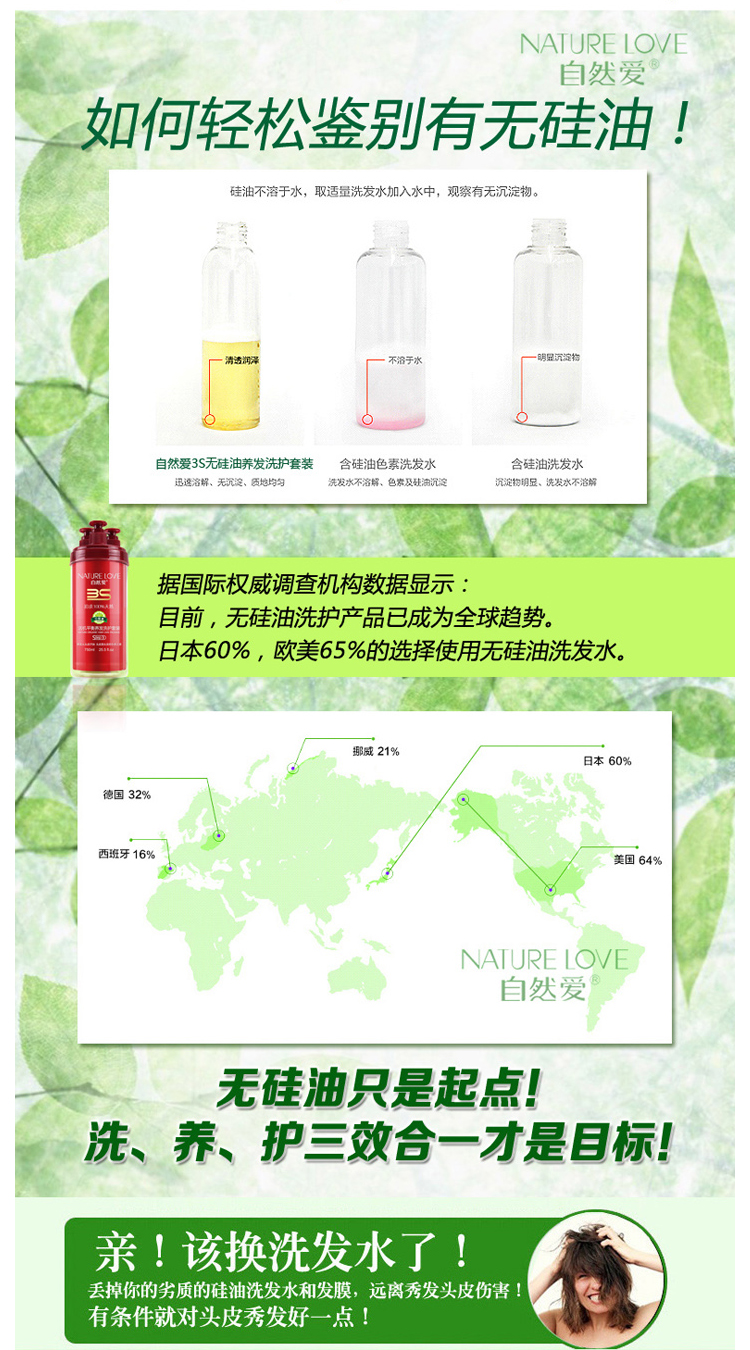 NATURE LOVE
自然爱®
如何轻松鉴别有无硅油！
硅油不溶于水，取适量洗发水加入水中，观察有无沉淀物。
清透润泽
不溶于水
明显沉淀物
自然爱3S无硅油养发洗护套装
含硅油色素洗发水
含硅油洗发水
迅速溶解、无沉淀、质地均匀
洗发水不溶解、色素及硅油沉淀
沉淀物明显、洗发水不溶解
NATURE LOVE
自然爱
3S
据国际权威调查机构数据显示：
目前，无硅油洗护产品已成为全球趋势。
日本60%，欧美65%的选择使用无硅油洗发水。
挪威 21%
日本 60%
德国 32%
西班牙 16%
美国 64%
NATURE LOVE
自然爱®
无硅油只是起点！
洗、养、护三效合一才是目标！
亲！该换洗发水了！
丢掉你的劣质的硅油洗发水和发膜，远离秀发头皮伤害！
有条件就对头皮秀发好一点！